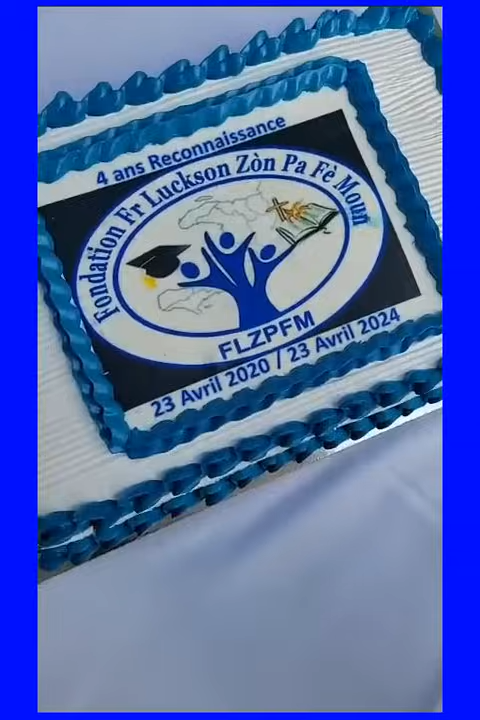 4 ans Reconnaissance
Fondation Fr Luckson Zòn Pa Fè Moun
FLZPFM
23 Avril 2020 / 23 Avril 2024